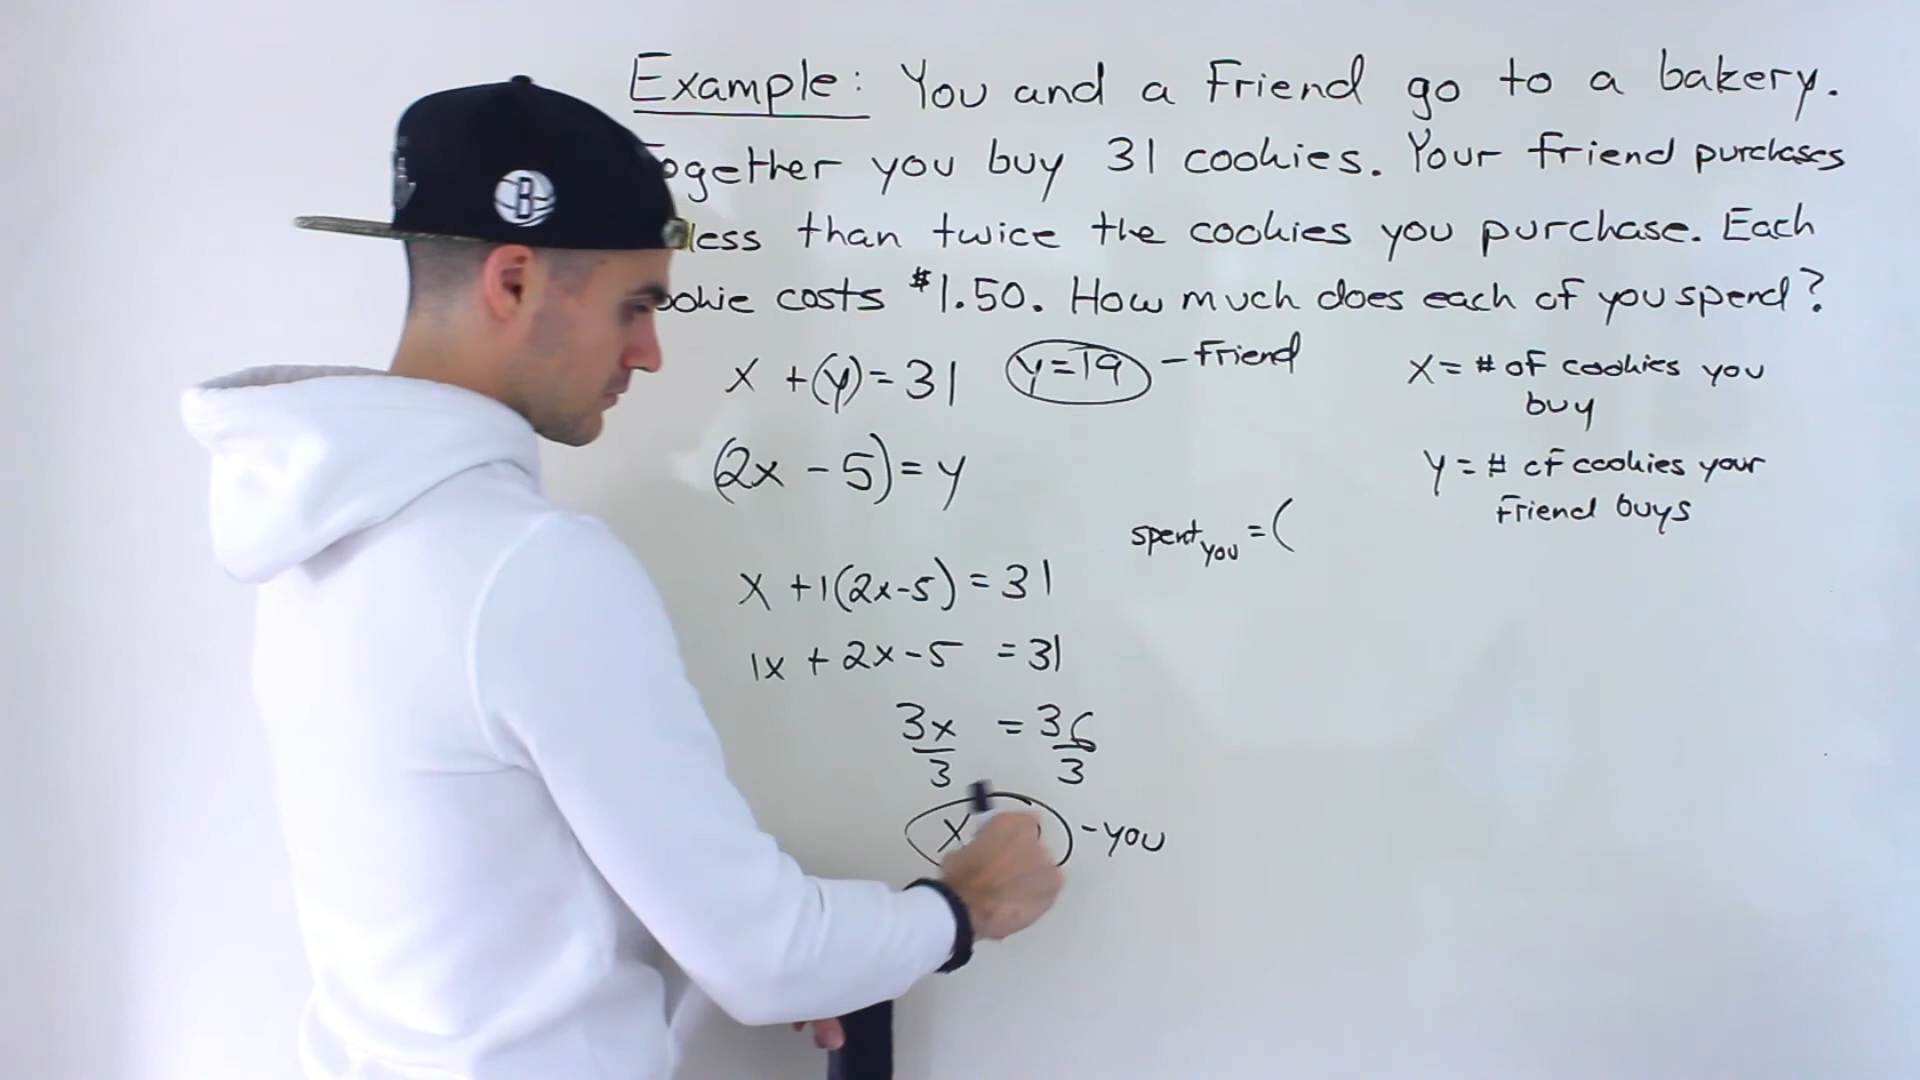 Example: You and a Friend go to a bakery.
ogether you buy 31 cookies. Your friend purchases
less than twice the cookies you purchase. Each
ookie costs $1.50. How much does each of you spend?
x + (y) = 31 y = 19 - Friend
x = # of cookies you
buy
(2x - 5) = y
y = # of cookies your
Friend buys
spent you = (
x + 1(2x-5) = 31
1x + 2x - 5 = 31
3x = 36
3 3
x - you
B